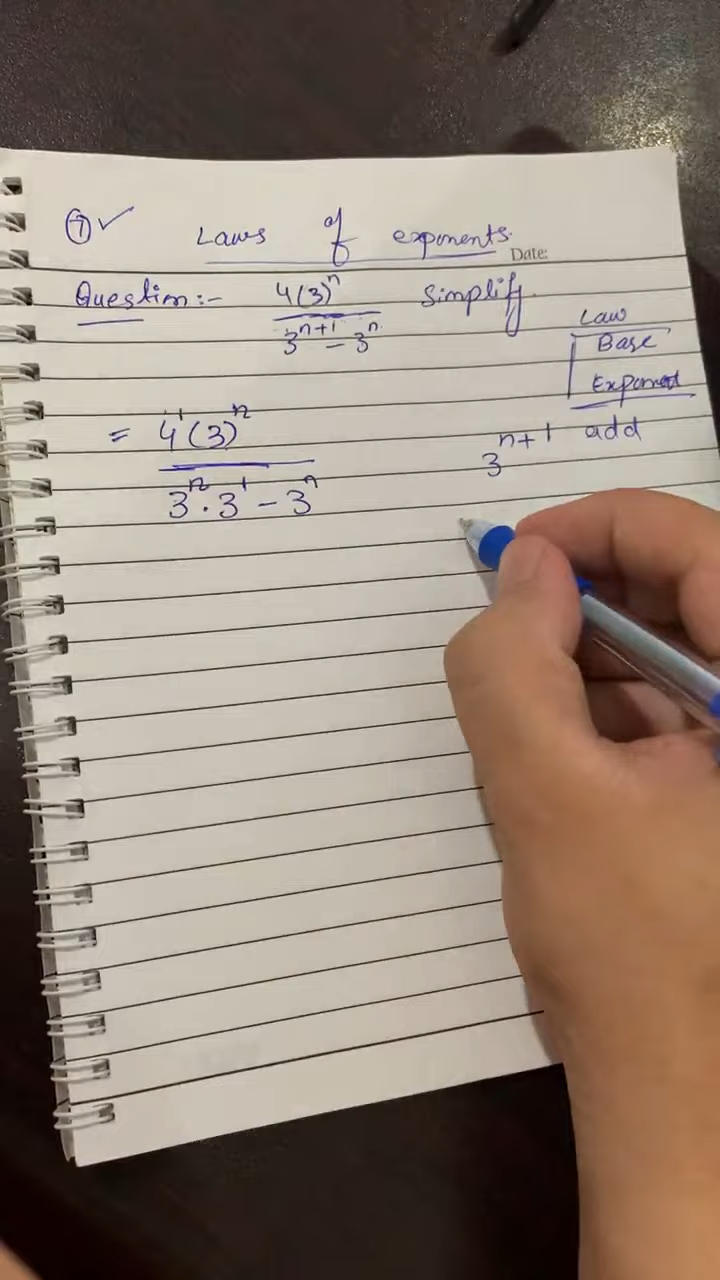 ⑦✓ Laws of exponents.
Date:
Question:- 4(3)^n / 3^{n+1} - 3^n Simplify.
Law
Base
Exponent
= 4^1(3)^n / 3^n · 3^1 - 3^n
3^{n+1} add